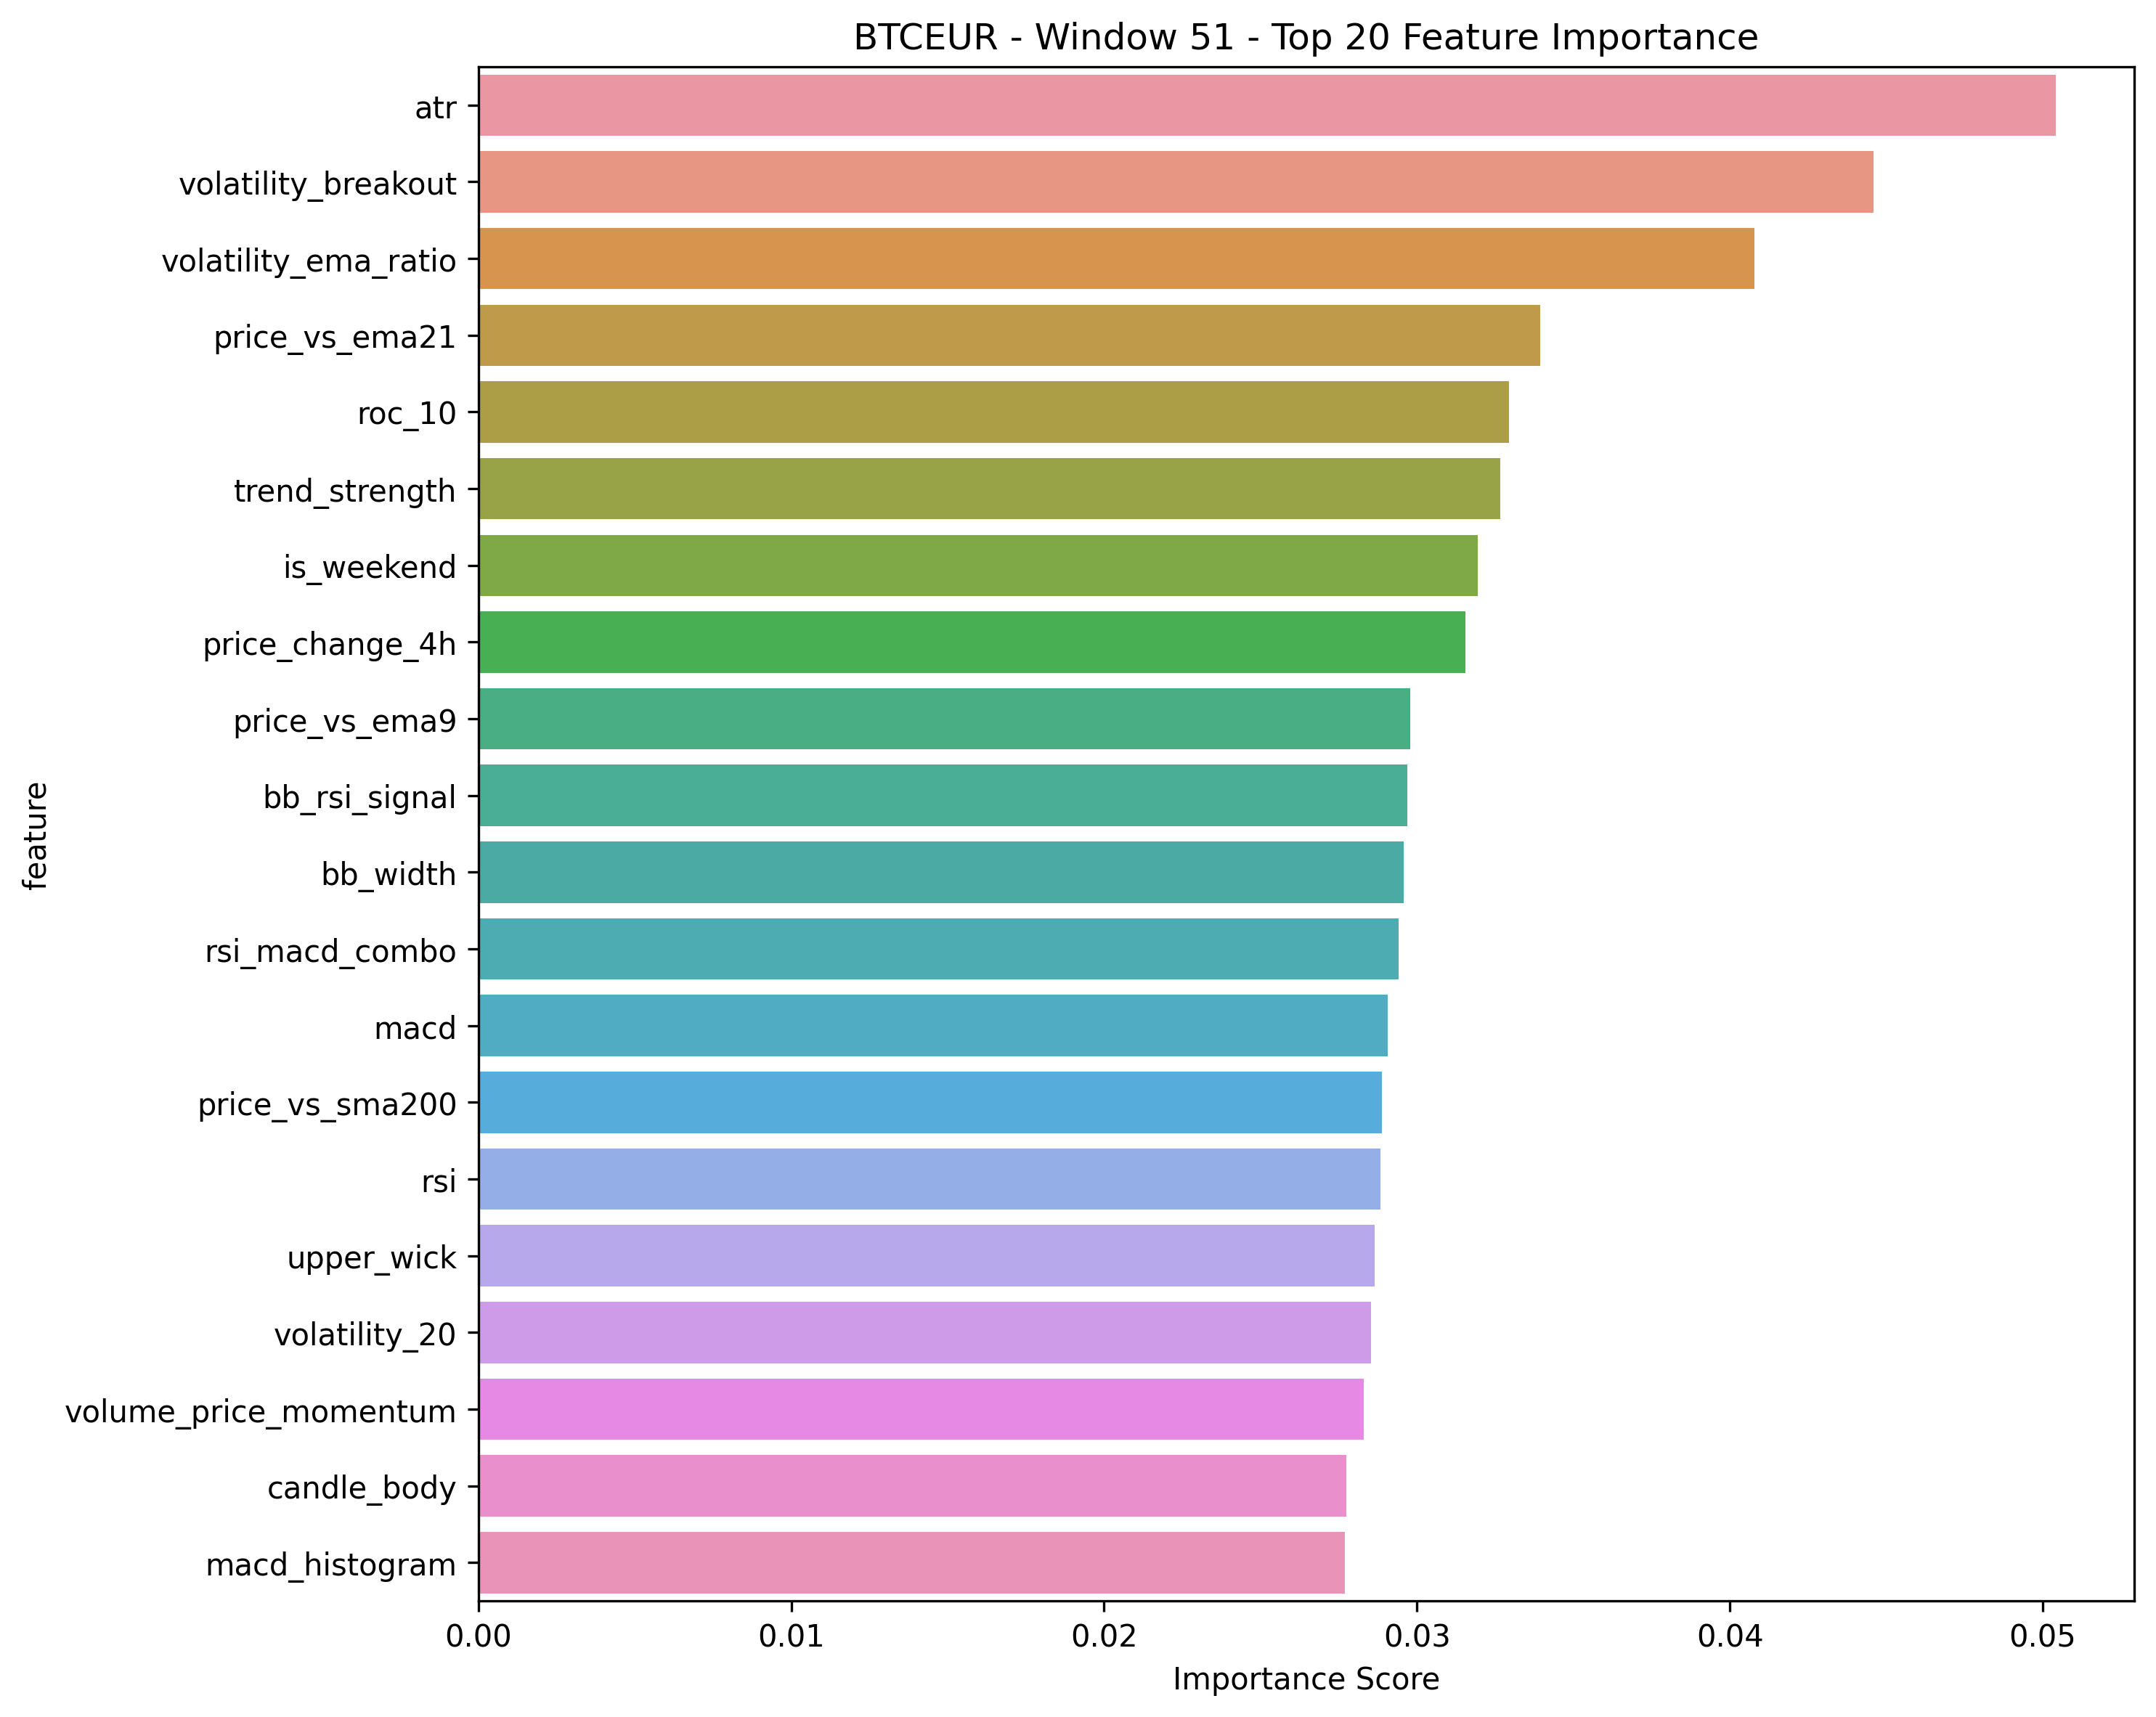 BTCEUR - Window 51 - Top 20 Feature Importance
atr
volatility_breakout
volatility_ema_ratio
price_vs_ema21
roc_10
trend_strength
is_weekend
price_change_4h
price_vs_ema9
bb_rsi_signal
bb_width
rsi_macd_combo
macd
price_vs_sma200
rsi
upper_wick
volatility_20
volume_price_momentum
candle_body
macd_histogram
feature
0.00 0.01 0.02 0.03 0.04 0.05
Importance Score